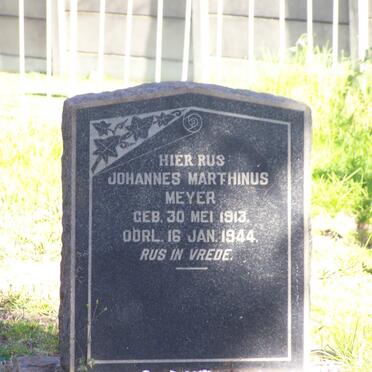 HIER RUS
JOHANNES MARTHINUS
MEYER
GEB. 30 MEI 1913.
OORL. 16 JAN. 1944.
RUS IN VREDE.